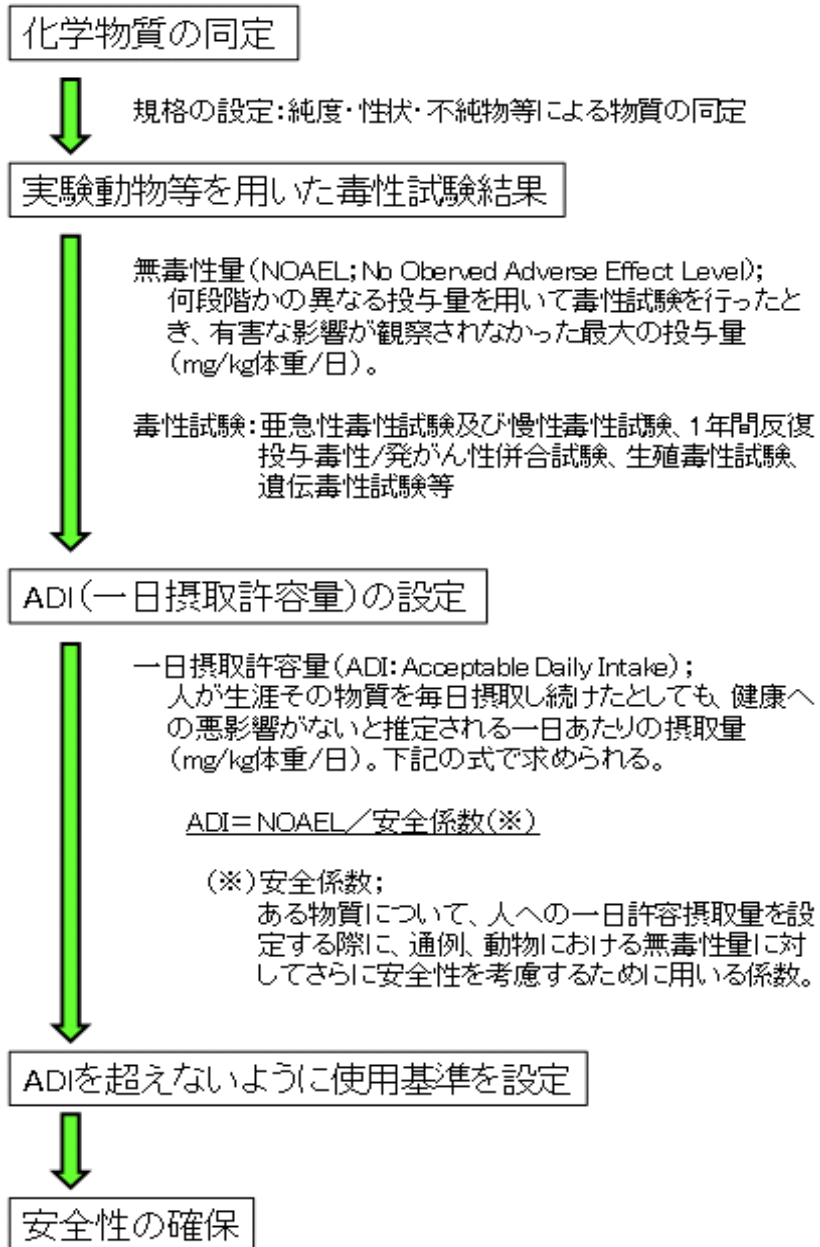 化学物質の同定
規格の設定:純度・性状・不純物等による物質の同定
実験動物等を用いた毒性試験結果
無毒性量(NOAEL;No Oberved Adverse Effect Level);
何段階かの異なる投与量を用いて毒性試験を行ったと
き、有害な影響が観察されなかった最大の投与量
(mg/kg体重/日)。
毒性試験:亜急性毒性試験及び慢性毒性試験、1年間反復
投与毒性/発がん性併合試験、生殖毒性試験、
遺伝毒性試験等
ADI(一日摂取許容量)の設定
一日摂取許容量(ADI:Acceptable Daily Intake);
人が生涯その物質を毎日摂取し続けたとしても、健康へ
の悪影響がないと推定される一日あたりの摂取量
(mg/kg体重/日)。下記の式で求められる。
ADI=NOAEL/安全係数(※)
(※)安全係数;
ある物質について、人への一日許容摂取量を設
定する際に、通例、動物における無毒性量に対
してさらに安全性を考慮するために用いる係数。
ADIを超えないように使用基準を設定
安全性の確保